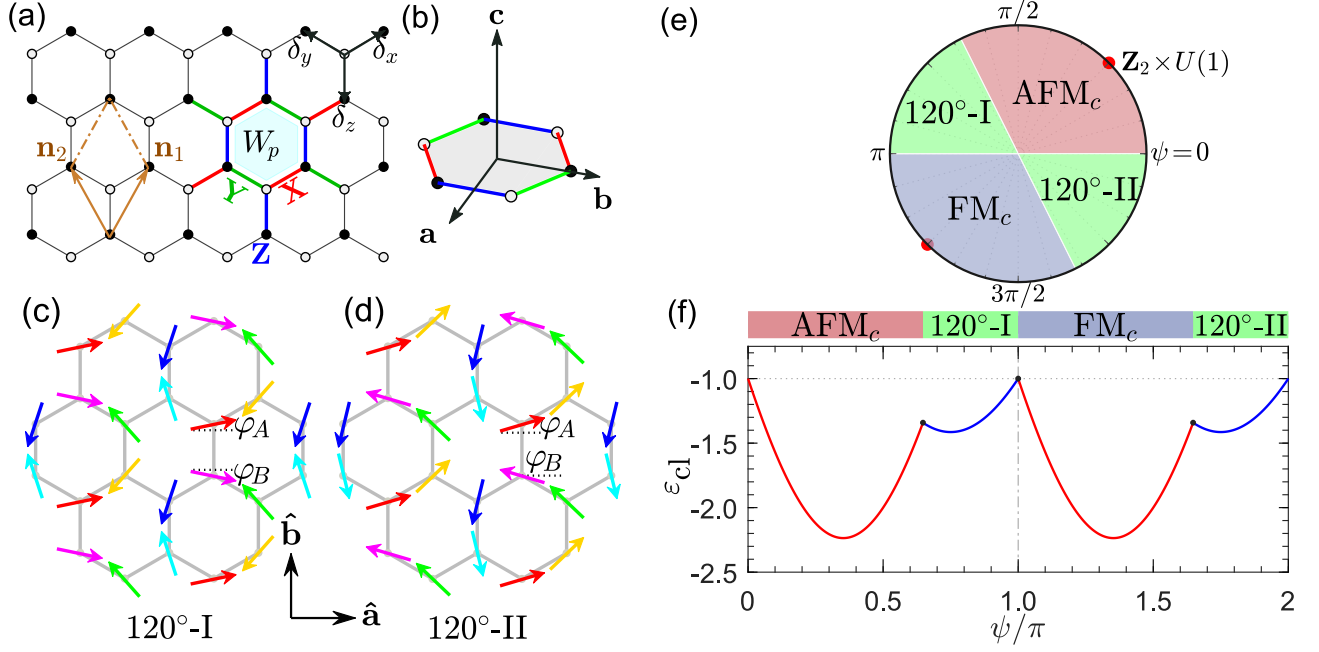 (a)
δy
δx
δz
n2
n1
Wp
Y
X
Z
(b)
c
b
a
(c)
φA
φB
120°-I
b̂
â
(d)
φA
φB
120°-II
(e)
π/2
Z2×U(1)
AFMc
120°-I
π
ψ=0
120°-II
FMc
3π/2
(f)
AFMc 120°-I FMc 120°-II
-1.0
-1.5
-2.0
-2.5
εcl
0 0.5 1.0 1.5 2
ψ/π